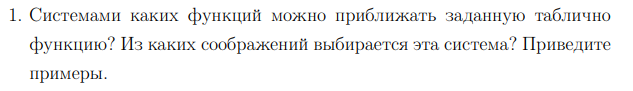 1. Системами каких функций можно приближать заданную таблично
функцию? Из каких соображений выбирается эта система? Приведите
примеры.